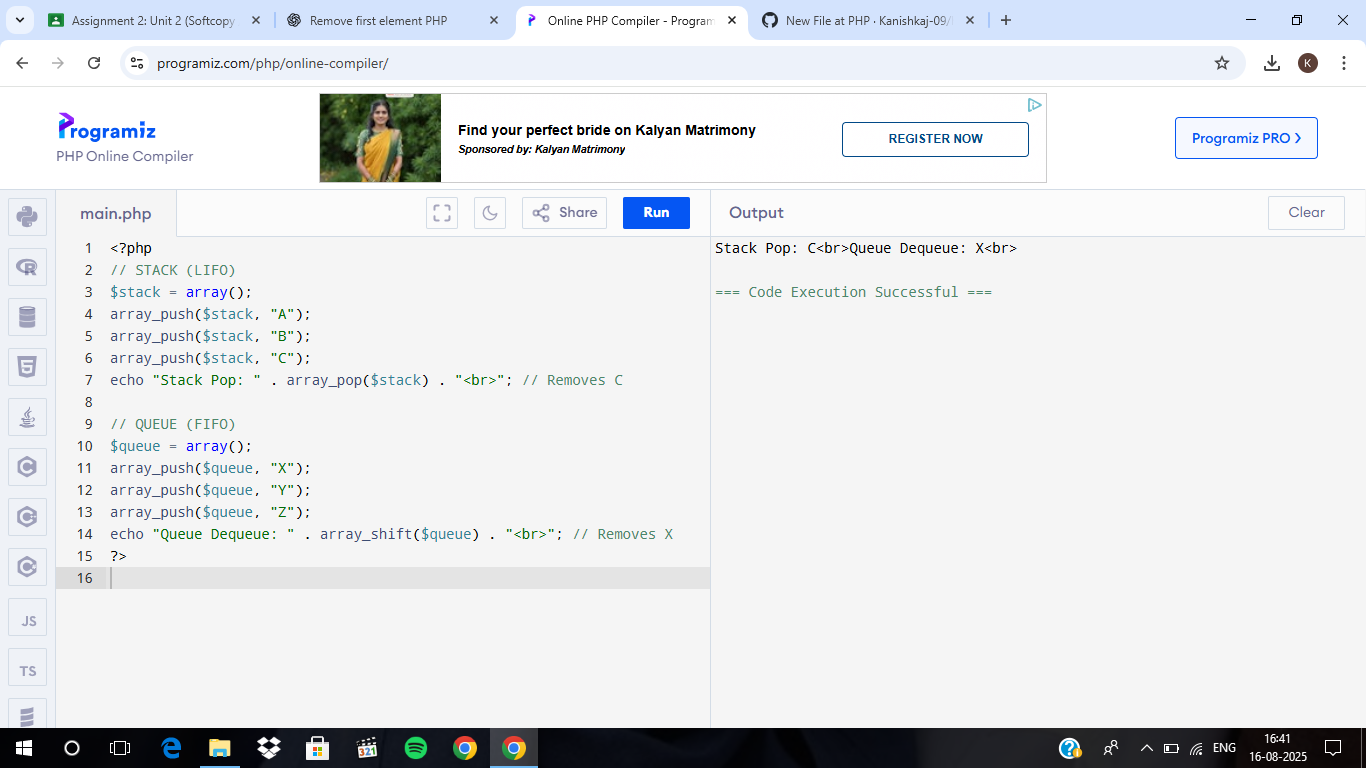 Assignment 2: Unit 2 (Softcopy
Remove first element PHP
Online PHP Compiler - Program
New File at PHP · Kanishkaj-09/
programiz.com/php/online-compiler/
K
Programiz
PHP Online Compiler
Find your perfect bride on Kalyan Matrimony
Sponsored by: Kalyan Matrimony
REGISTER NOW
Programiz PRO >
main.php
Share
Run
Output
Clear
1 <?php
2 // STACK (LIFO)
3 $stack = array();
4 array_push($stack, "A");
5 array_push($stack, "B");
6 array_push($stack, "C");
7 echo "Stack Pop: " . array_pop($stack) . "<br>"; // Removes C
8
9 // QUEUE (FIFO)
10 $queue = array();
11 array_push($queue, "X");
12 array_push($queue, "Y");
13 array_push($queue, "Z");
14 echo "Queue Dequeue: " . array_shift($queue) . "<br>"; // Removes X
15 ?>
16
Stack Pop: C<br>Queue Dequeue: X<br>
=== Code Execution Successful ===
JS
TS
321
ENG
16:41
16-08-2025